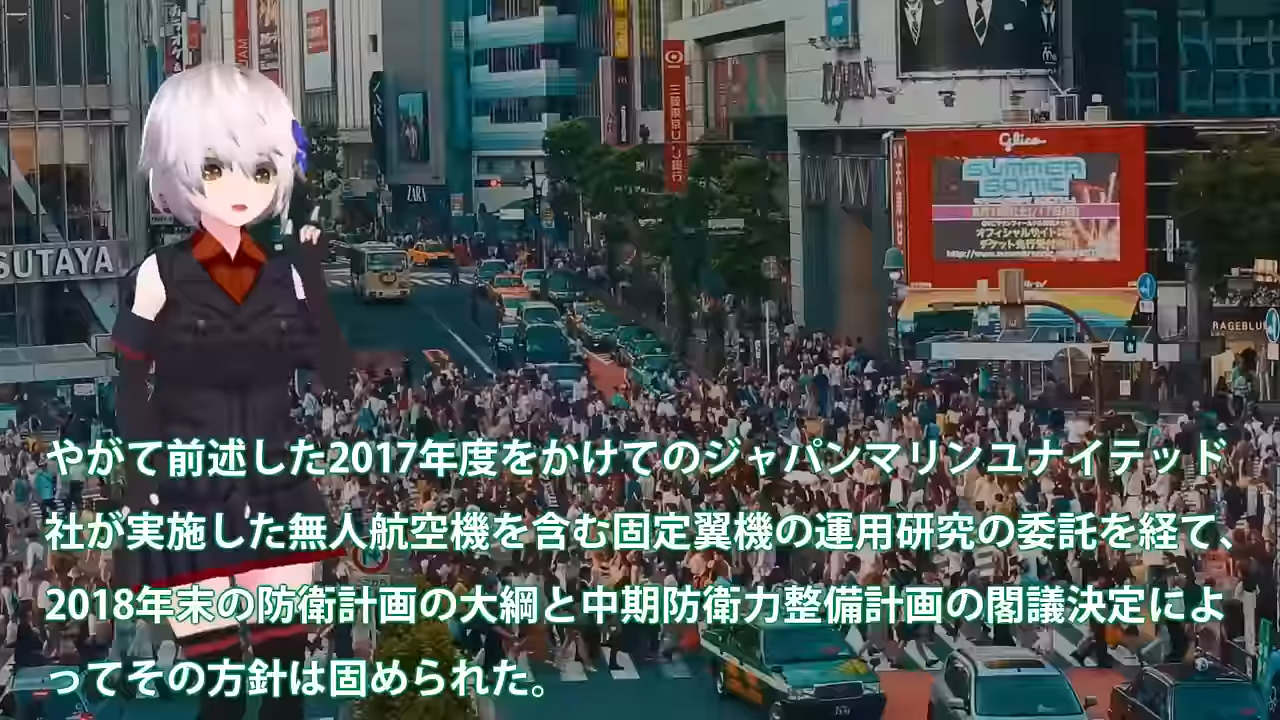 SUTAYA
ZARA
三菱東京UFJ銀行
Glico
SUMMER
SONIC
オフィシャルサイトにて
チケット先行受付中
RAGEBLU
やがて前述した2017年度をかけてのジャパンマリンユナイテッド
社が実施した無人航空機を含む固定翼機の運用研究の委託を経て、
2018年末の防衛計画の大綱と中期防衛力整備計画の閣議決定によ
ってその方針は固められた。